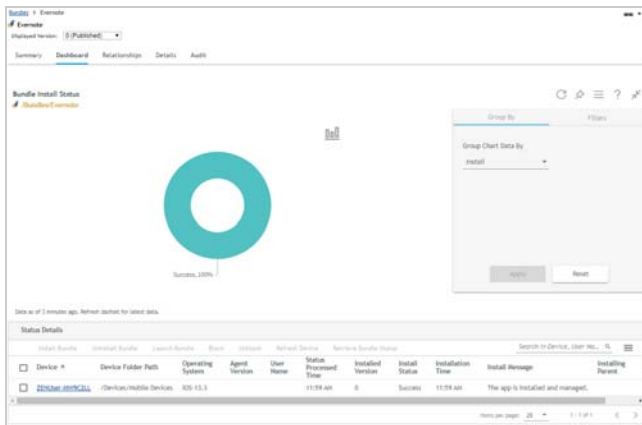 Bundles > Evernote
Evernote
Displayed Version: 0 (Published)
Summary Dashboard Relationships Details Audit
Bundle Install Status
/Bundles/Evernote
Group By Filters
Group Chart Data By
Install
Apply Reset
Success, 100%
Data as of 3 minutes ago. Refresh dashlet for latest data.
Status Details
Install Bundle Uninstall Bundle Launch Bundle Block Unblock Refresh Device Retrieve Bundle Status Search in Device, User No...
Device Device Folder Path Operating System Agent Version User Name Status Processed Time Installed Version Install Status Installation Time Install Message Installing Parent
/Devices/Mobile Devices iOS 13.3 11:59 AM 0 Success 11:59 AM The app is installed and managed.
Items per page: 25 1 - 1 of 1